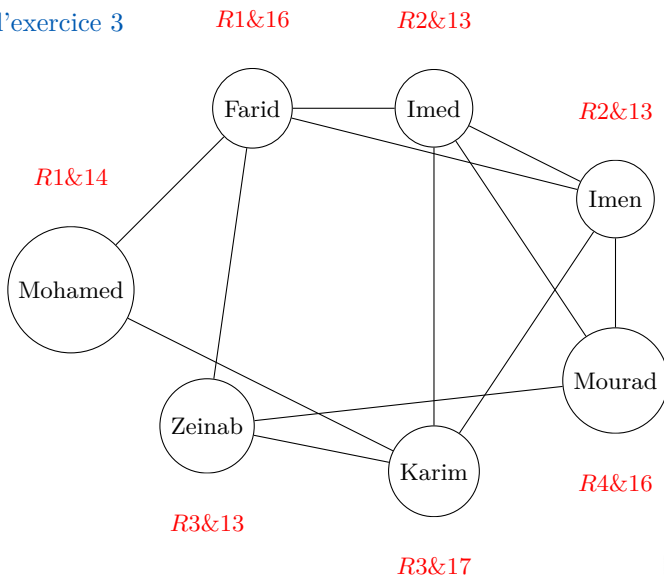 l'exercice 3
R1&16
R2&13
Farid
Imed
R2&13
R1&14
Imen
Mohamed
Mourad
Zeinab
Karim
R4&16
R3&13
R3&17